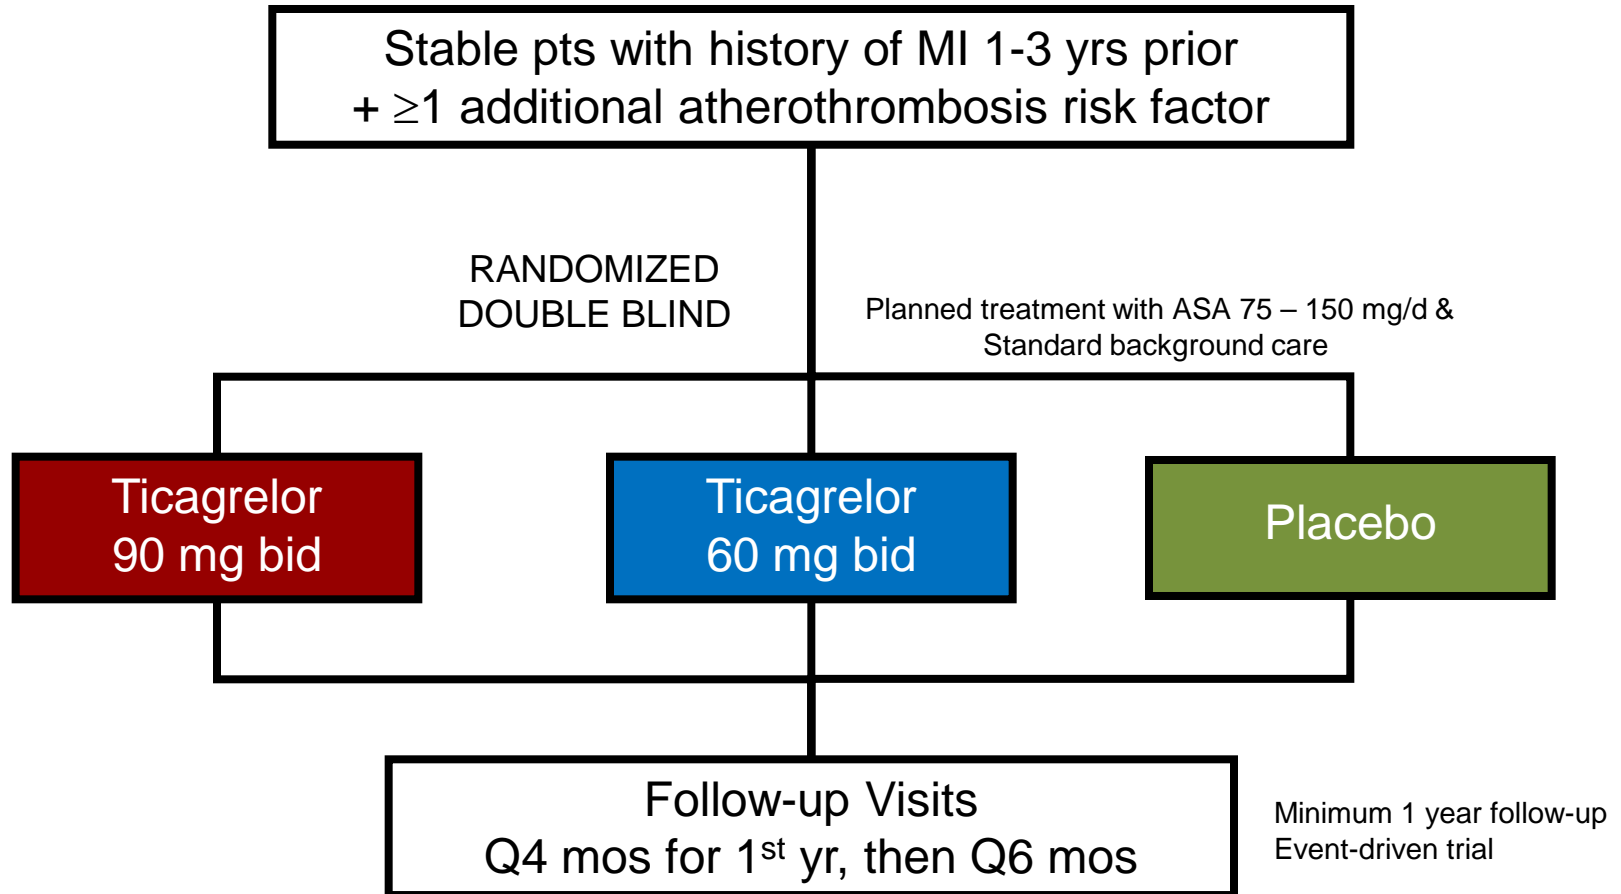 Stable pts with history of MI 1-3 yrs prior
+ ≥1 additional atherothrombosis risk factor
RANDOMIZED
DOUBLE BLIND
Planned treatment with ASA 75 – 150 mg/d &
Standard background care
Ticagrelor
90 mg bid
Ticagrelor
60 mg bid
Placebo
Follow-up Visits
Q4 mos for 1st yr, then Q6 mos
Minimum 1 year follow-up
Event-driven trial